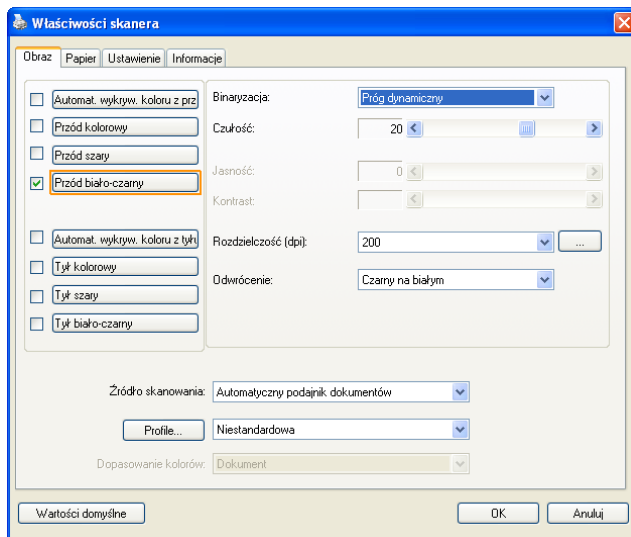 Właściwości skanera
Obraz Papier Ustawienie Informacje
Automat. wykryw. koloru z prz
Przód kolorowy
Przód szary
Przód biało-czarny
Automat. wykryw. koloru z tyłu
Tył kolorowy
Tył szary
Tył biało-czarny
Binaryzacja: Próg dynamiczny
Czułość: 20
Jasność: 0
Kontrast:
Rozdzielczość (dpi): 200 ...
Odwrócenie: Czarny na białym
Źródło skanowania: Automatyczny podajnik dokumentów
Profile... Niestandardowa
Dopasowanie kolorów: Dokument
Wartości domyślne OK Anuluj